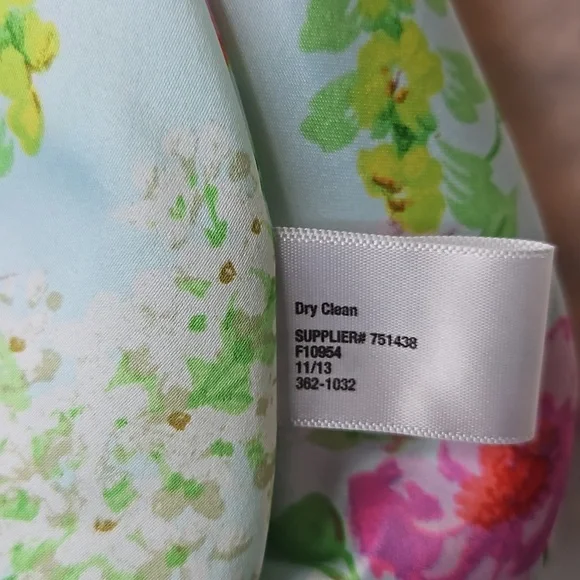 Dry Clean
SUPPLIER# 751438
F10954
11/13
362-1032